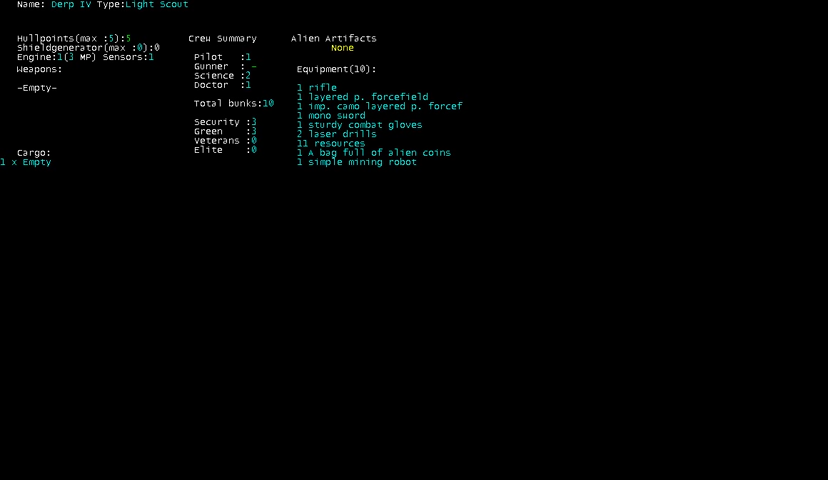 Name: Derp IV Type:Light Scout
Hullpoints(max :5):5
Shieldgenerator(max :0):0
Engine:1(3 MP) Sensors:1
Weapons:
-Empty-
Cargo:
1 x Empty
Crew Summary
Pilot :1
Gunner : -
Science :2
Doctor :1
Total bunks:10
Security :3
Green :3
Veterans :0
Elite :0
Alien Artifacts
None
Equipment(10):
1 rifle
1 layered p. forcefield
1 imp. camo layered p. forcef
1 mono sword
1 sturdy combat gloves
2 laser drills
11 resources
1 A bag full of alien coins
1 simple mining robot